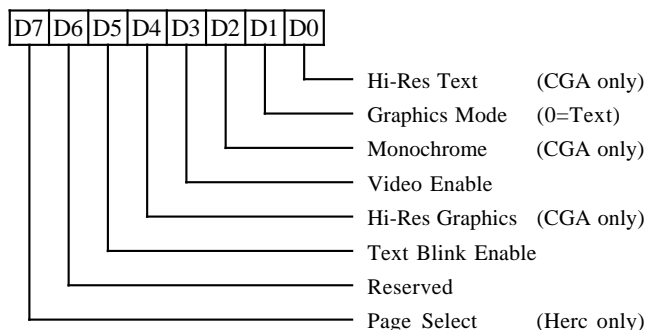 D7 D6 D5 D4 D3 D2 D1 D0
Hi-Res Text (CGA only)
Graphics Mode (0=Text)
Monochrome (CGA only)
Video Enable
Hi-Res Graphics (CGA only)
Text Blink Enable
Reserved
Page Select (Herc only)